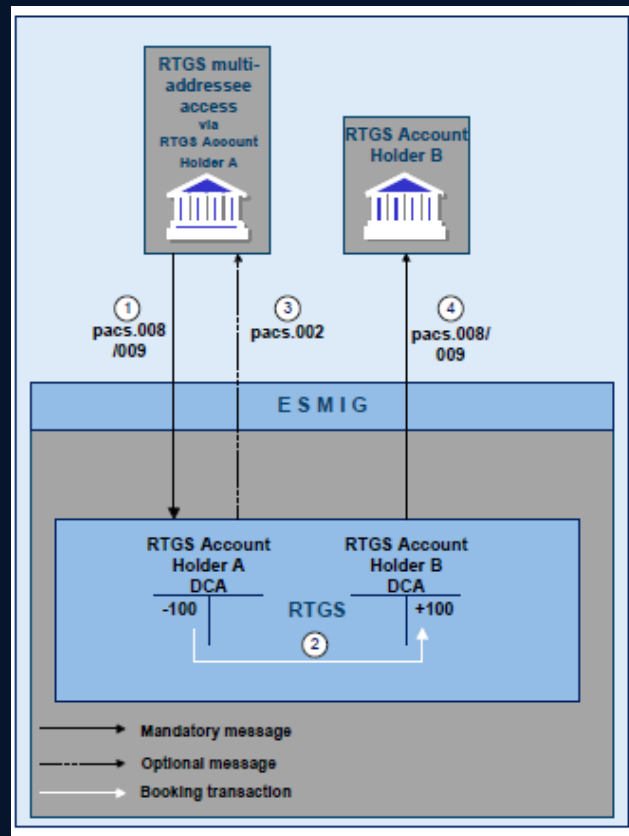 RTGS multi-
addressee
access
via
RTGS Account
Holder A
RTGS Account
Holder B
1
pacs.008
/009
3
pacs.002
4
pacs.008/
009
E S M I G
RTGS Account
Holder A
DCA
-100
RTGS Account
Holder B
DCA
+100
RTGS
2
Mandatory message
Optional message
Booking transaction